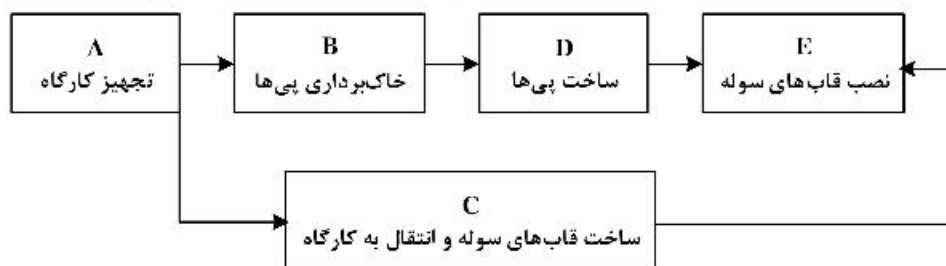 A
تجهیز کارگاه
B
خاک‌برداری پی‌ها
D
ساخت پی‌ها
E
نصب قاب‌های سوله
C
ساخت قاب‌های سوله و انتقال به کارگاه